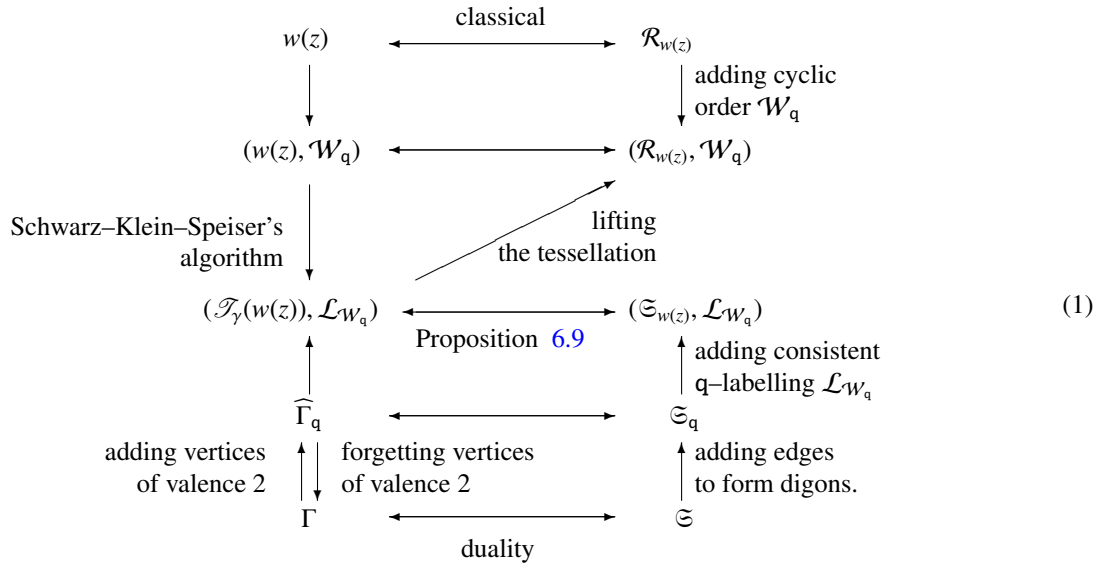 classical
w(z) ℛ_{w(z)}
adding cyclic
order 𝒲_q
(w(z), 𝒲_q) (ℛ_{w(z)}, 𝒲_q)
Schwarz–Klein–Speiser's
algorithm
lifting
the tessellation
(𝒯_γ(w(z)), ℒ_{𝒲_q}) (𝔖_{w(z)}, ℒ_{𝒲_q}) (1)
Proposition 6.9
adding consistent
q–labelling ℒ_{𝒲_q}
Γ̂_q 𝔖_q
adding vertices
of valence 2
forgetting vertices
of valence 2
adding edges
to form digons.
Γ 𝔖
duality